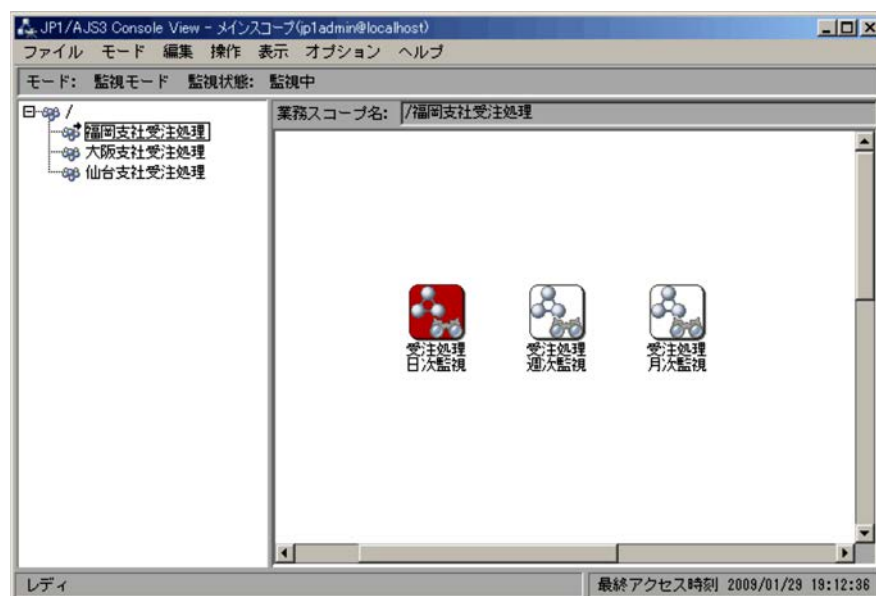 JP1/AJS3 Console View - メインスコープ(jp1admin@localhost)
ファイル モード 編集 操作 表示 オプション ヘルプ
モード: 監視モード 監視状態: 監視中
/
福岡支社受注処理
大阪支社受注処理
仙台支社受注処理
業務スコープ名: /福岡支社受注処理
受注処理
日次監視
受注処理
週次監視
受注処理
月次監視
レディ
最終アクセス時刻 2009/01/29 19:12:36